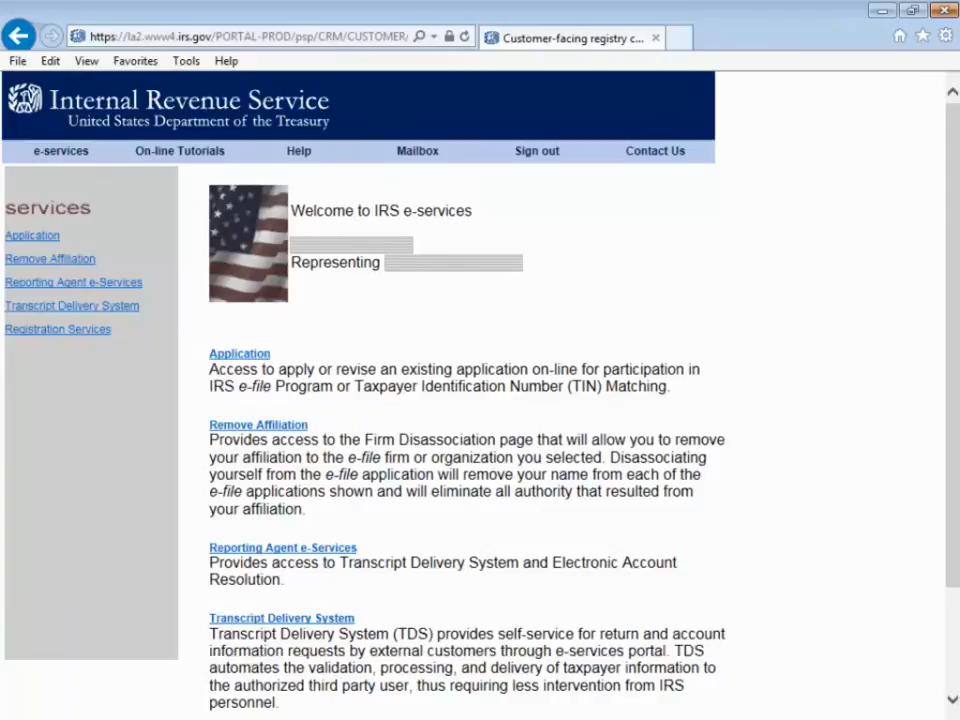 https://la2.www4.irs.gov/PORTAL-PROD/psp/CRM/CUSTOMER/
Customer-facing registry c...
File Edit View Favorites Tools Help
Internal Revenue Service
United States Department of the Treasury
e-services On-line Tutorials Help Mailbox Sign out Contact Us
services
Application
Remove Affiliation
Reporting Agent e-Services
Transcript Delivery System
Registration Services
Welcome to IRS e-services
Representing
Application
Access to apply or revise an existing application on-line for participation in
IRS e-file Program or Taxpayer Identification Number (TIN) Matching.
Remove Affiliation
Provides access to the Firm Disassociation page that will allow you to remove
your affiliation to the e-file firm or organization you selected. Disassociating
yourself from the e-file application will remove your name from each of the
e-file applications shown and will eliminate all authority that resulted from
your affiliation.
Reporting Agent e-Services
Provides access to Transcript Delivery System and Electronic Account
Resolution.
Transcript Delivery System
Transcript Delivery System (TDS) provides self-service for return and account
information requests by external customers through e-services portal. TDS
automates the validation, processing, and delivery of taxpayer information to
the authorized third party user, thus requiring less intervention from IRS
personnel.